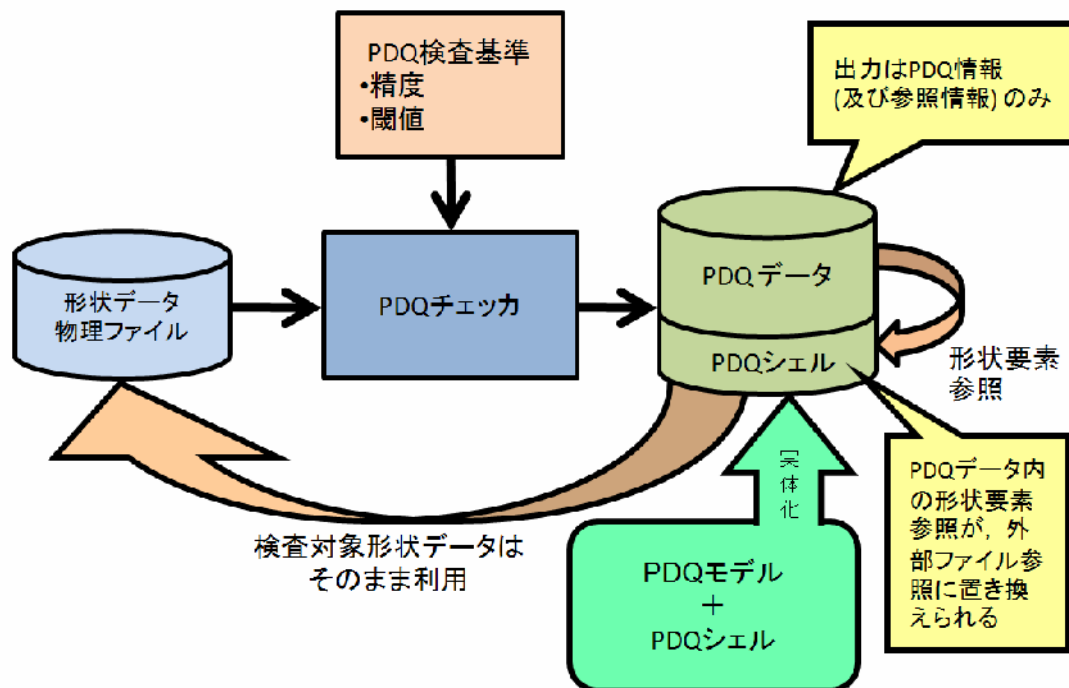 PDQ検査基準
•精度
•閾値
出力はPDQ情報
(及び参照情報) のみ
形状データ
物理ファイル
PDQチェッカ
PDQデータ
PDQシェル
形状要素
参照
検査対象形状データは
そのまま利用
実
体
化
PDQモデル
+
PDQシェル
PDQデータ内
の形状要素
参照が，外
部ファイル参
照に置き換
えられる